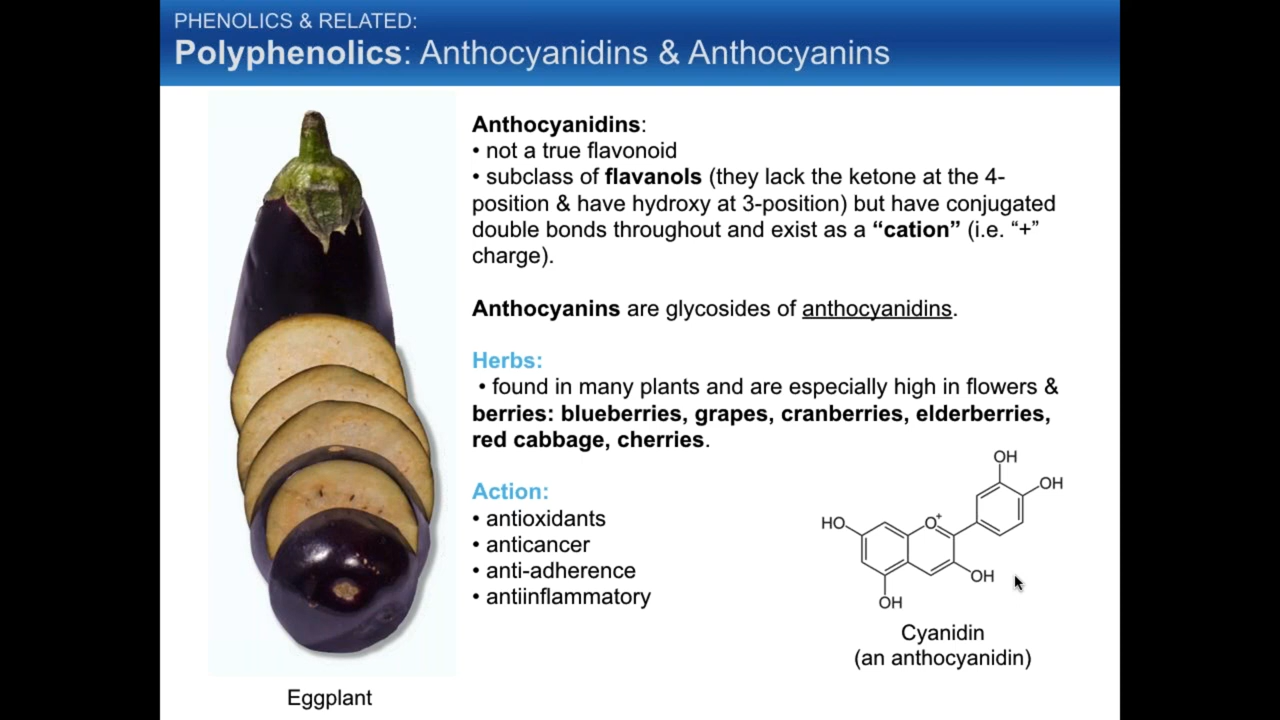 PHENOLICS & RELATED:
Polyphenolics: Anthocyanidins & Anthocyanins
Anthocyanidins:
• not a true flavonoid
• subclass of flavanols (they lack the ketone at the 4-
position & have hydroxy at 3-position) but have conjugated
double bonds throughout and exist as a “cation” (i.e. “+”
charge).
Anthocyanins are glycosides of anthocyanidins.
Herbs:
• found in many plants and are especially high in flowers &
berries: blueberries, grapes, cranberries, elderberries,
red cabbage, cherries.
Action:
• antioxidants
• anticancer
• anti-adherence
• antiinflammatory
OH
OH
HO
O+
OH
OH
Cyanidin
(an anthocyanidin)
Eggplant